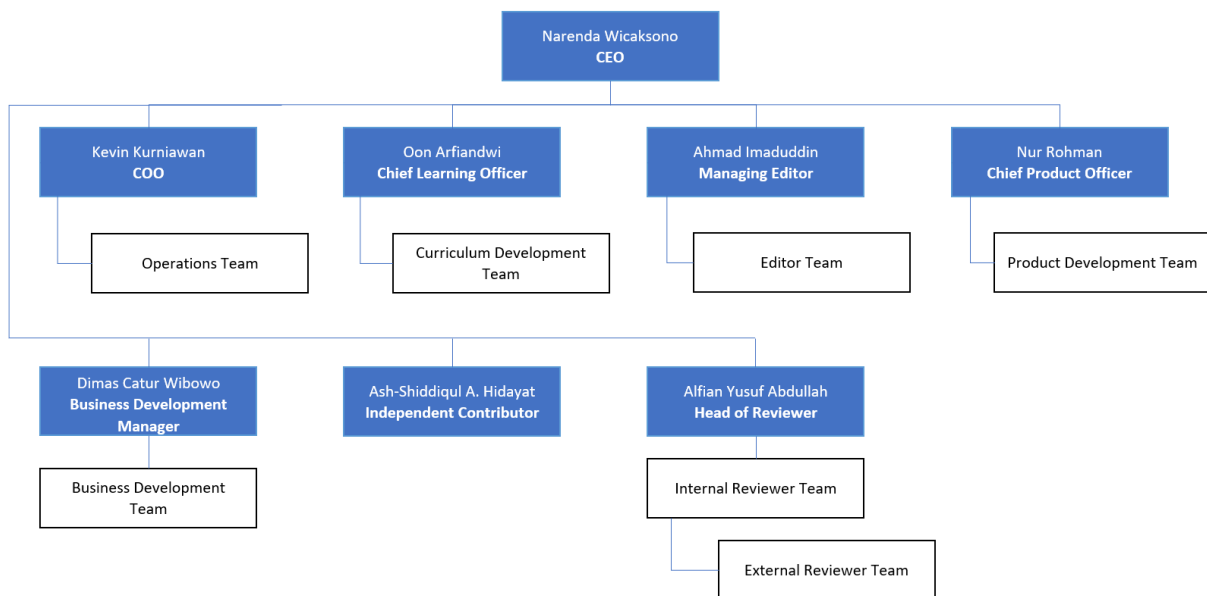 Narenda Wicaksono
CEO
Kevin Kurniawan
COO
Oon Arfiandwi
Chief Learning Officer
Ahmad Imaduddin
Managing Editor
Nur Rohman
Chief Product Officer
Operations Team
Curriculum Development
Team
Editor Team
Product Development Team
Dimas Catur Wibowo
Business Development
Manager
Ash-Shiddiqul A. Hidayat
Independent Contributor
Alfian Yusuf Abdullah
Head of Reviewer
Business Development
Team
Internal Reviewer Team
External Reviewer Team